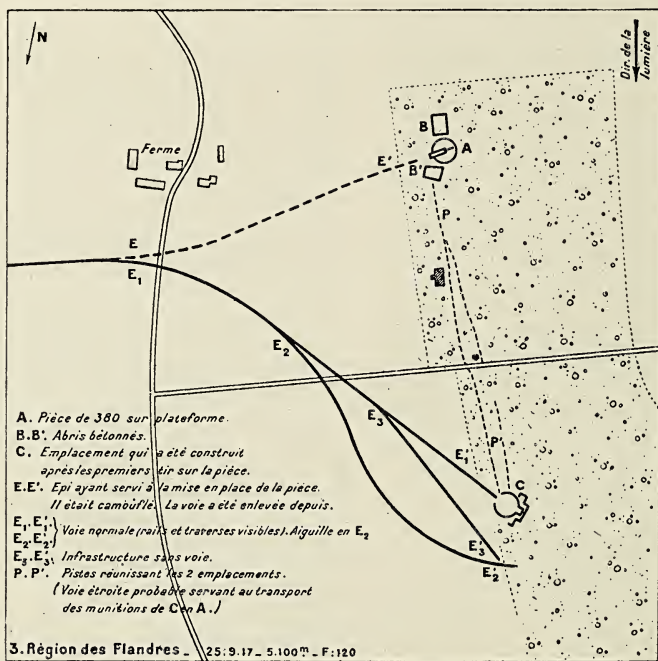 N
Dir. de la
lumière
Ferme
B
A
E'
B'
P
E
E₁
E₂
E₃
E'₁
P'
C
E₃
E'₂
A. Pièce de 380 sur plateforme.
B.B'. Abris bétonnés.
C. Emplacement qui a été construit
après les premiers tir sur la pièce.
E.E'. Epi ayant servi à la mise en place de la pièce.
Il était camouflé. La voie a été enlevée depuis.
E₁.E'₁. } Voie normale (rails et traverses visibles). Aiguille en E₂
E₂.E'₂.
E₃.E'₃. Infrastructure sans voie.
P.P'. Pistes réunissant les 2 emplacements.
(Voie étroite probable servant au transport
des munitions de C en A.)
3. Région des Flandres _ 25.9.17 _ 5.100ᵐ _ F:120